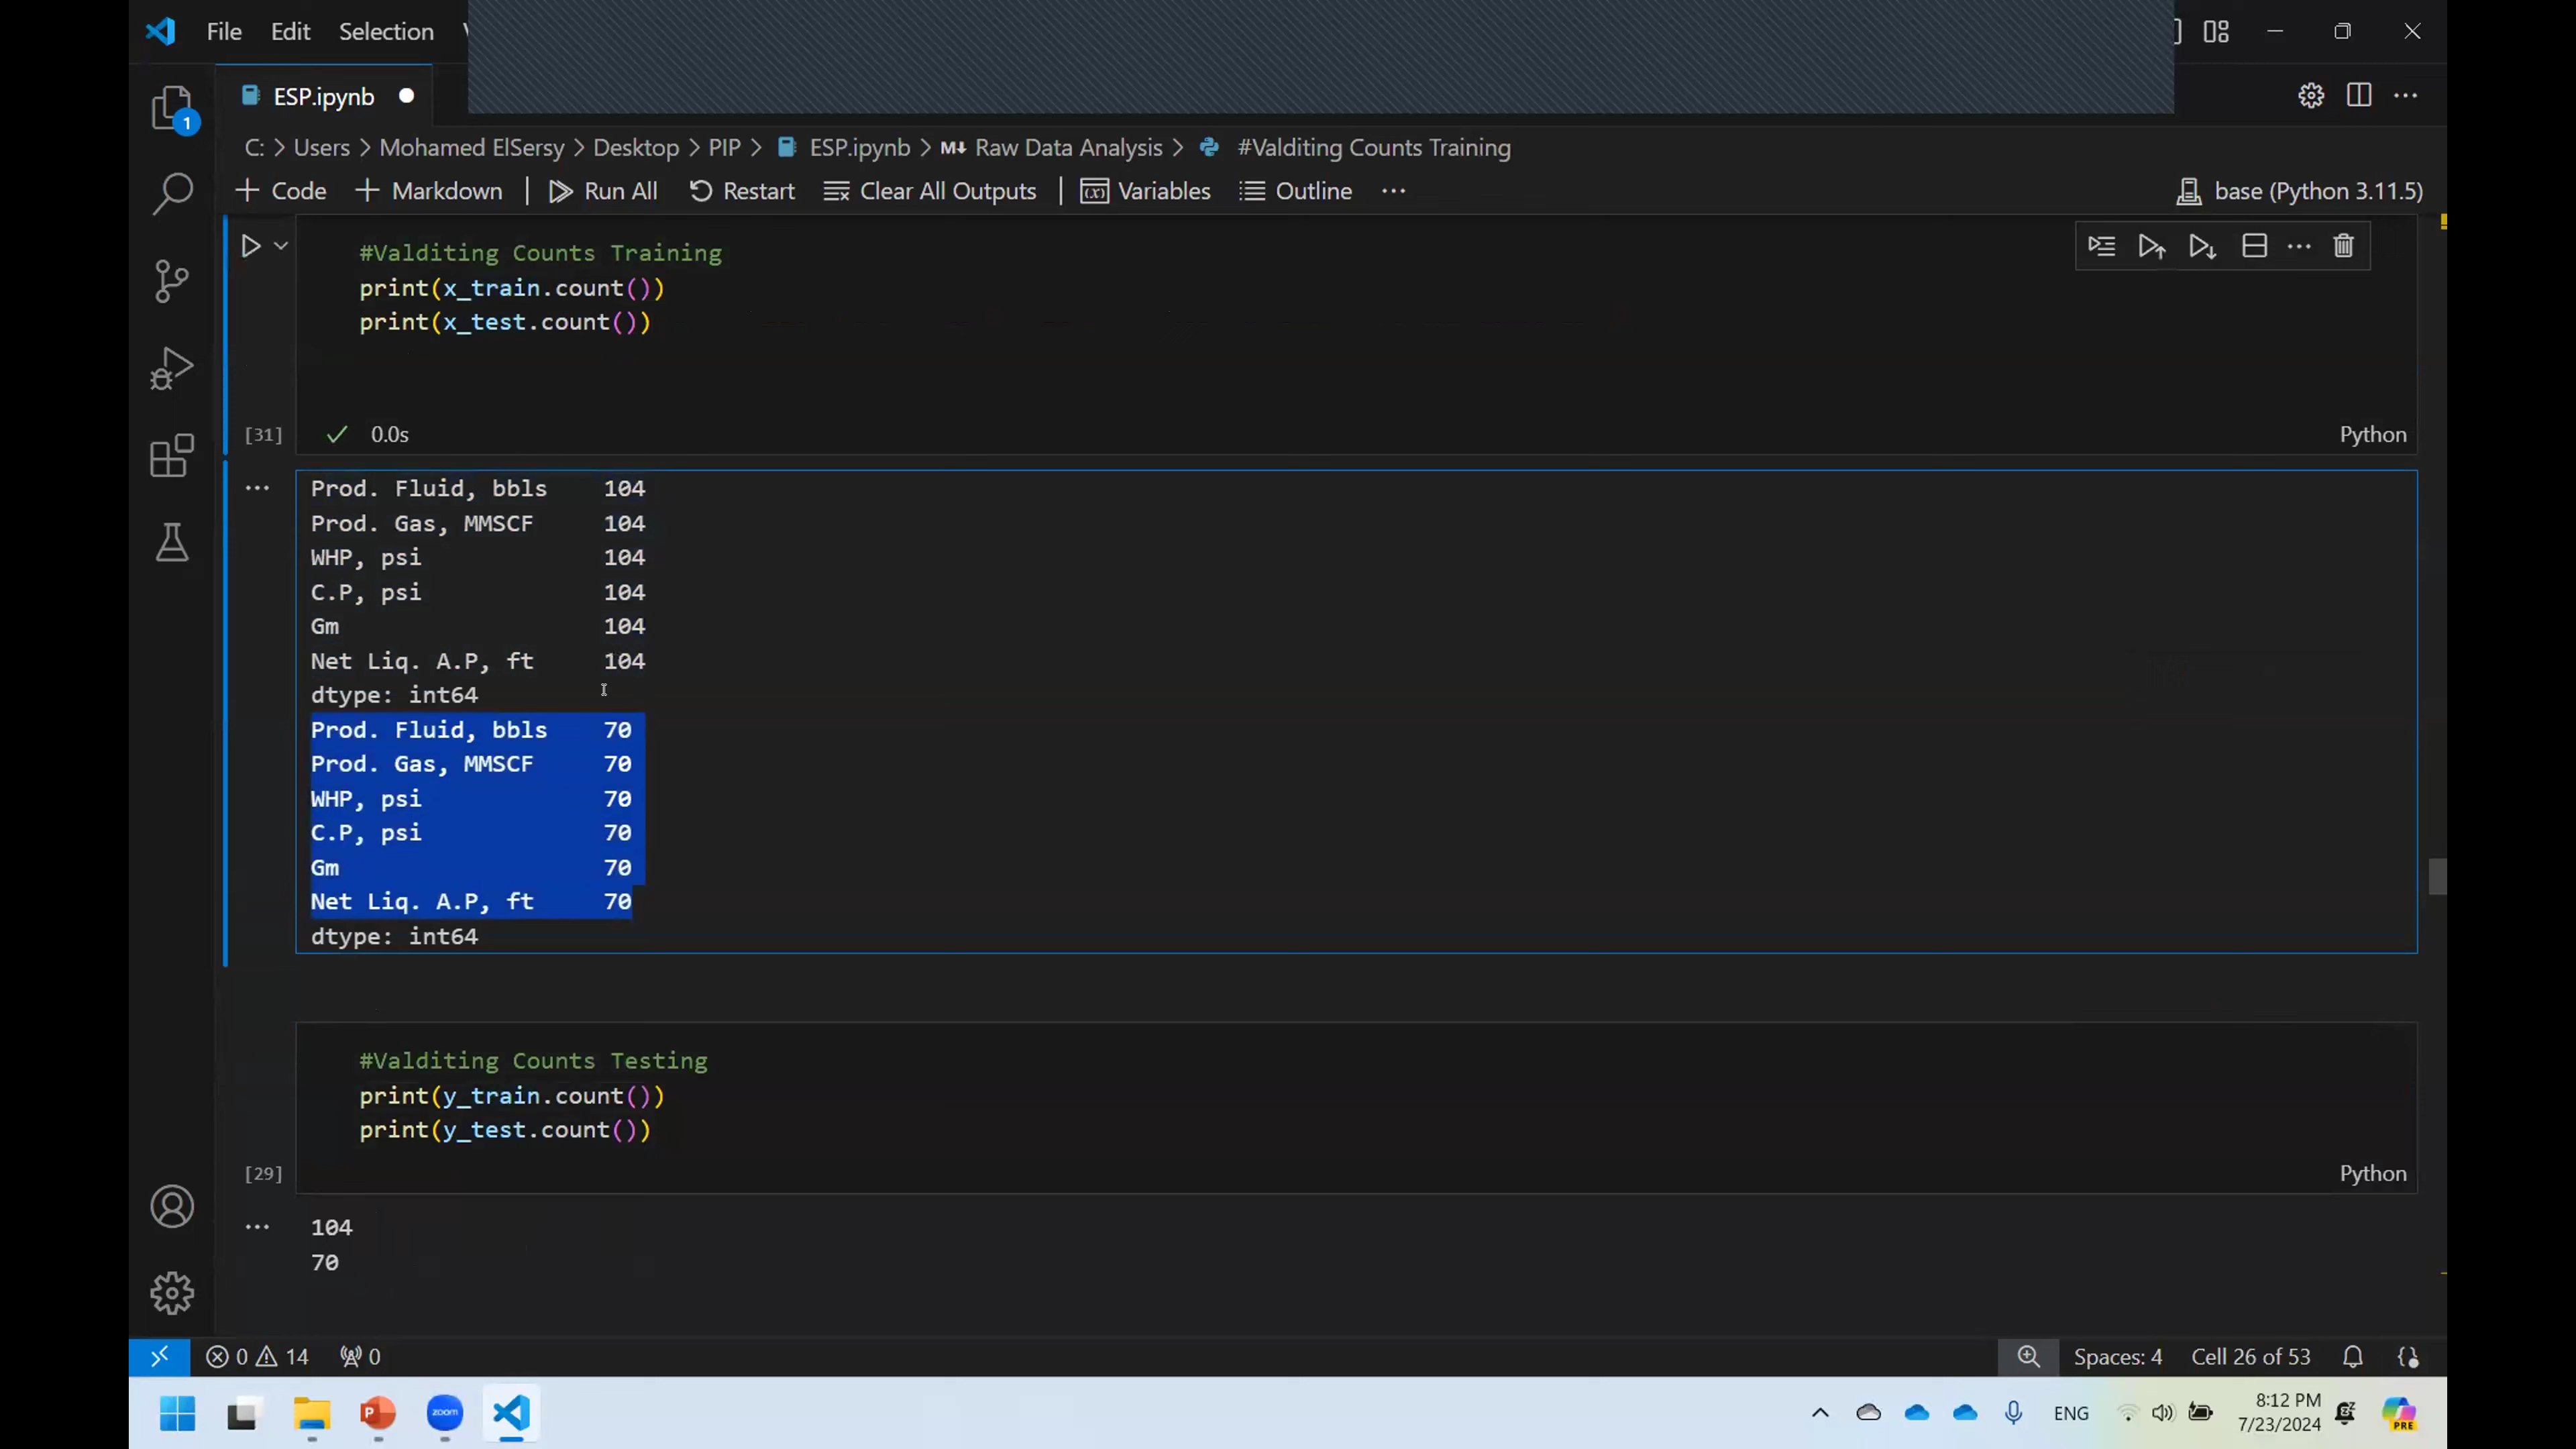 File Edit Selection
ESP.ipynb
1
C: > Users > Mohamed ElSersy > Desktop > PIP > ESP.ipynb > M↓ Raw Data Analysis > #Valditing Counts Training
+ Code + Markdown | Run All Restart Clear All Outputs | Variables Outline ...
base (Python 3.11.5)
#Valditing Counts Training
print(x_train.count())
print(x_test.count())
[31] ✓ 0.0s
Python
Prod. Fluid, bbls 104
Prod. Gas, MMSCF 104
WHP, psi 104
C.P, psi 104
Gm 104
Net Liq. A.P, ft 104
dtype: int64
Prod. Fluid, bbls 70
Prod. Gas, MMSCF 70
WHP, psi 70
C.P, psi 70
Gm 70
Net Liq. A.P, ft 70
dtype: int64
#Valditing Counts Testing
print(y_train.count())
print(y_test.count())
[29]
Python
104
70
0 14 0
Spaces: 4 Cell 26 of 53
zoom
ENG
8:12 PM
7/23/2024
PRE